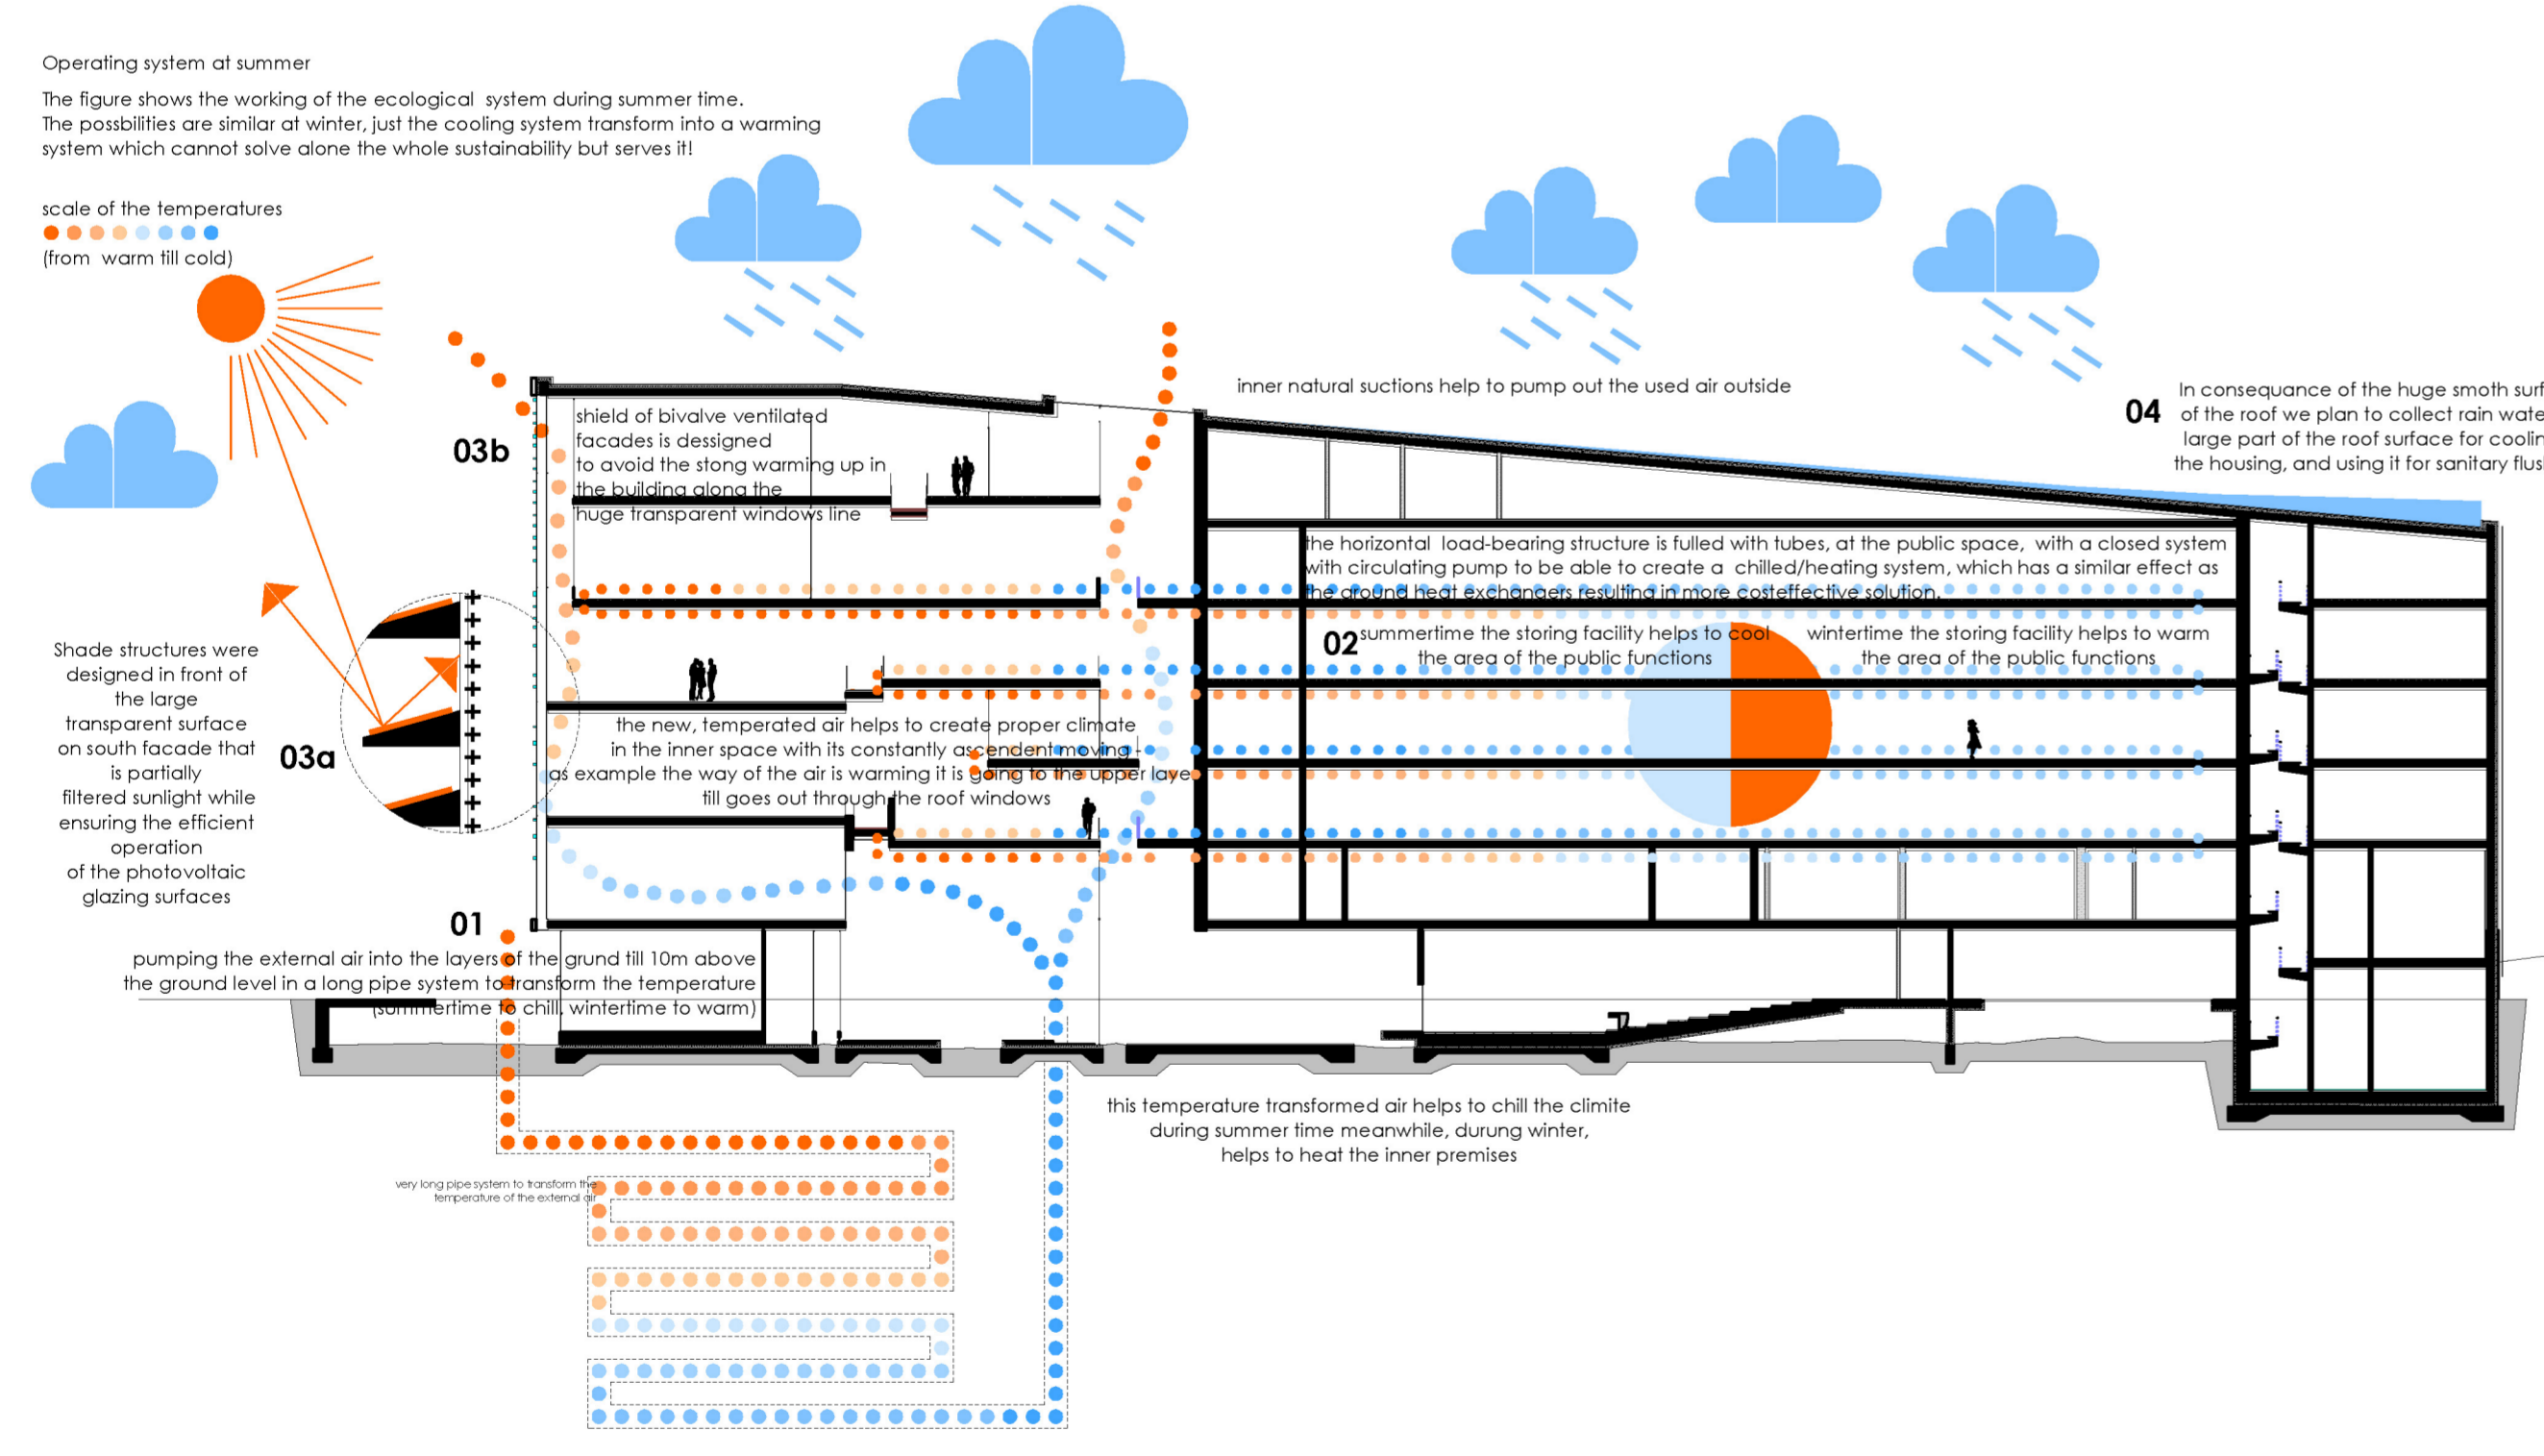 Operating system at summer
The figure shows the working of the ecological system during summer time.
The possbilities are similar at winter, just the cooling system transform into a warming
system which cannot solve alone the whole sustainability but serves it!
scale of the temperatures
(from warm till cold)
03b
shield of bivalve ventilated
facades is dessigned
to avoid the stong warming up in
the building along the
huge transparent windows line
inner natural suctions help to pump out the used air outside
04
In consequance of the huge smoth
of the roof we plan to collect rain
large part of the roof surface for
the housing, and using it for sanitary
the horizontal load-bearing structure is fulled with tubes, at the public space, with a closed system
with circulating pump to be able to create a chilled/heating system, which has a similar effect as
the around heat exchangers resulting in more costeffective solution.
02
summertime the storing facility helps to cool
the area of the public functions
wintertime the storing facility helps to warm
the area of the public functions
Shade structures were
designed in front of
the large
transparent surface
on south facade that
is partially
filtered sunlight while
ensuring the efficient
operation
of the photovoltaic
glazing surfaces
03a
the new, temperated air helps to create proper climate
in the inner space with its constantly ascendent moving -
as example the way of the air is warming it is going to the upper layer
till goes out through the roof windows
01
pumping the external air into the layers of the grund till 10m above
the ground level in a long pipe system to transform the temperature
(summertime to chill, wintertime to warm)
this temperature transformed air helps to chill the climite
during summer time meanwhile, durung winter,
helps to heat the inner premises
very long pipe system to transform the
temperature of the external air